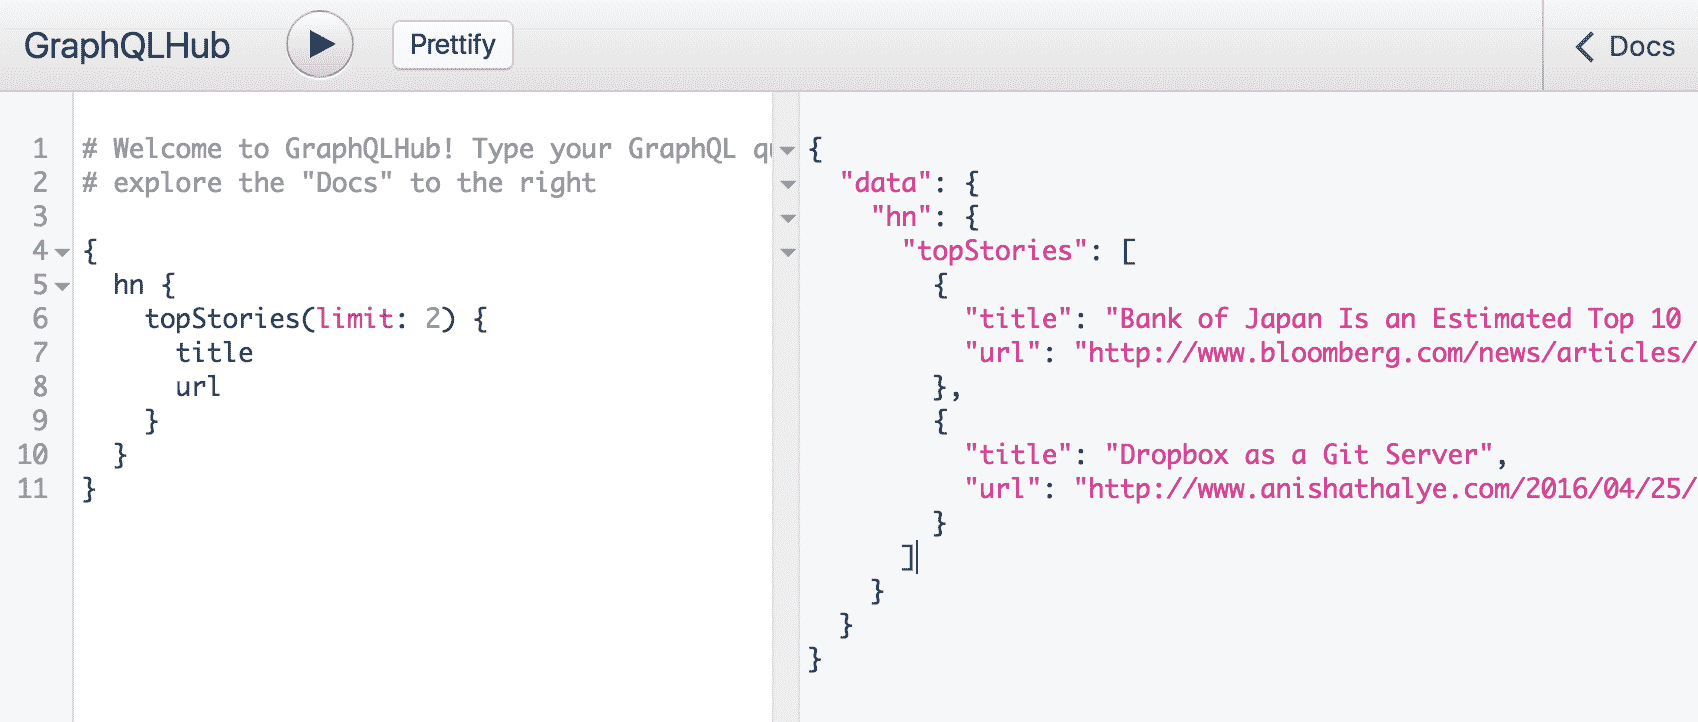 GraphQLHub
Prettify
Docs
1 # Welcome to GraphQLHub! Type your GraphQL
2 # explore the "Docs" to the right
3
4 {
5 hn {
6 topStories(limit: 2) {
7 title
8 url
9 }
10 }
11 }
{
"data": {
"hn": {
"topStories": [
{
"title": "Bank of Japan Is an Estimated Top 10
"url": "http://www.bloomberg.com/news/articles/
},
{
"title": "Dropbox as a Git Server",
"url": "http://www.anishathalye.com/2016/04/25/
}
]
}
}
}